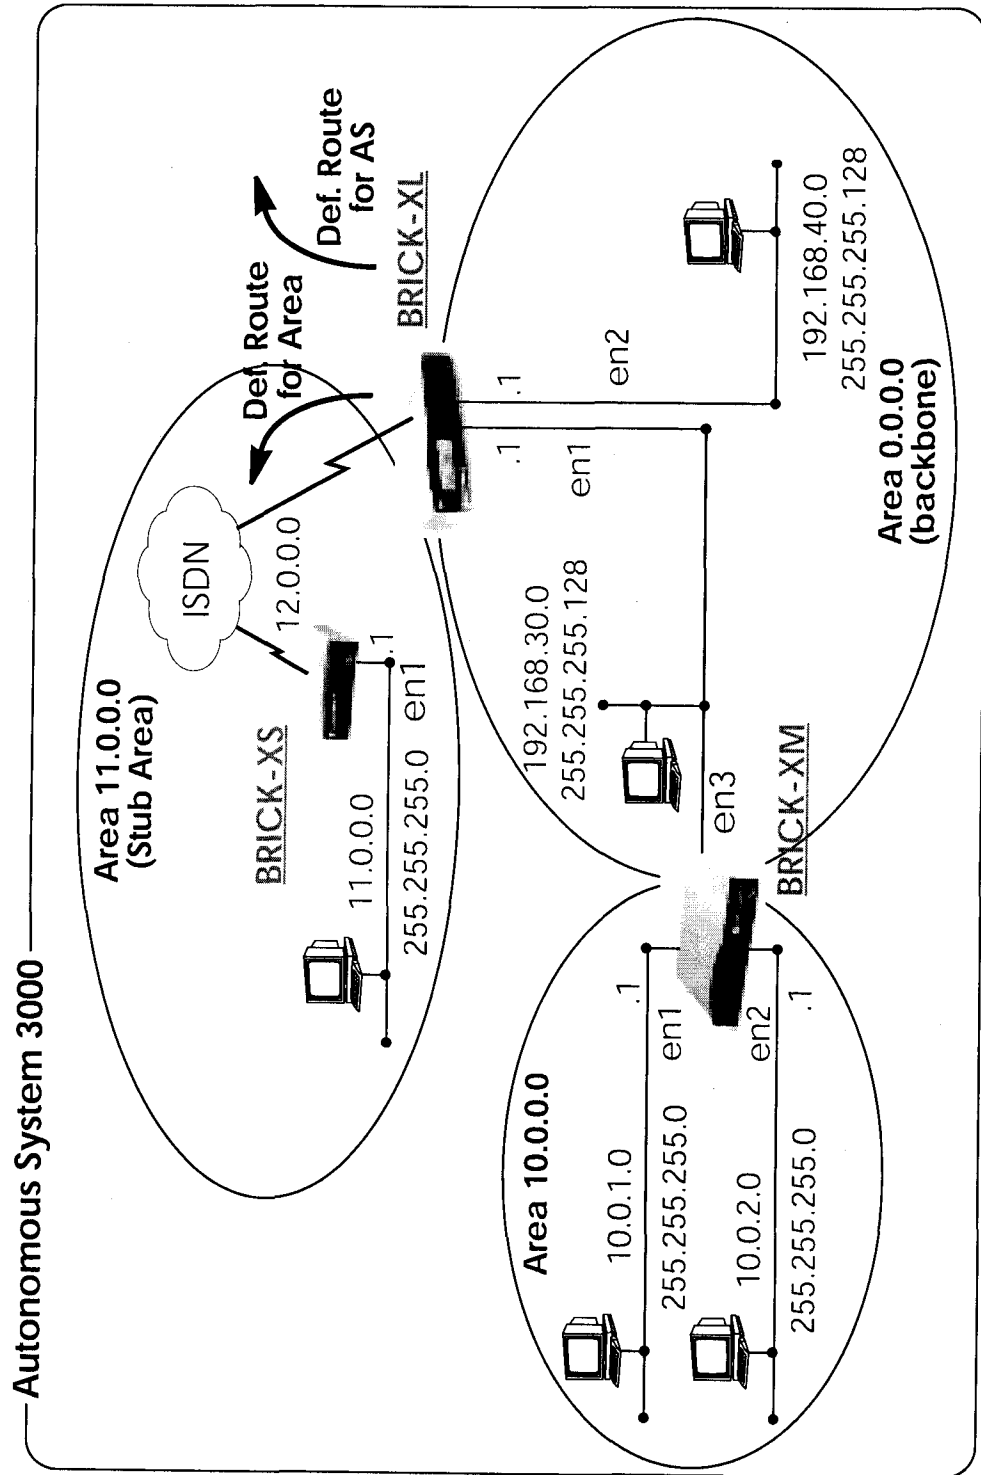 Autonomous System 3000
Area 11.0.0.0
(Stub Area)
ISDN
12.0.0.0
BRICK-XS
.1
en1
11.0.0.0
255.255.255.0
Def. Route
for Area
Def. Route
for AS
BRICK-XL
.1
en1
.1
en2
192.168.30.0
255.255.255.128
192.168.40.0
255.255.255.128
Area 0.0.0.0
(backbone)
en3
BRICK-XM
Area 10.0.0.0
.1
en1
10.0.1.0
255.255.255.0
en2
.1
10.0.2.0
255.255.255.0